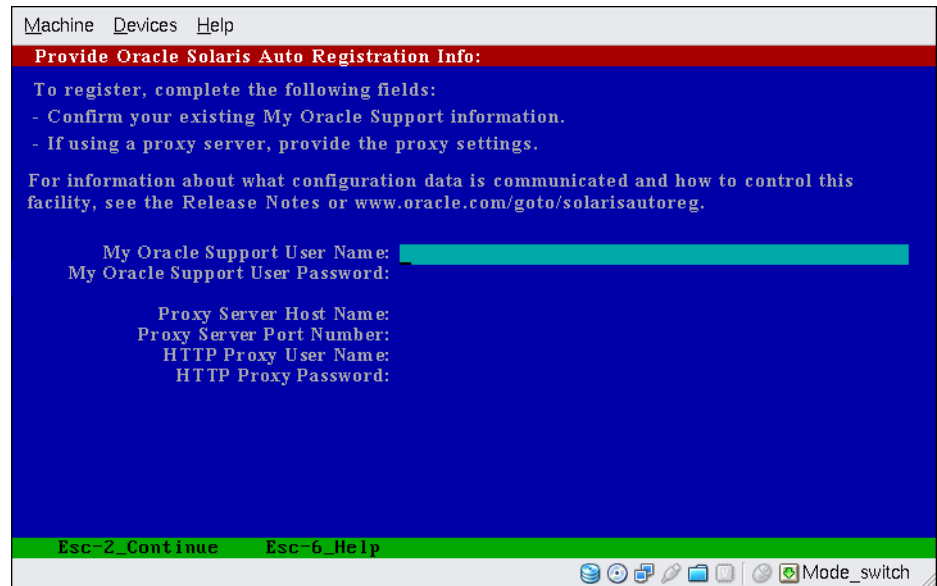 Machine Devices Help
Provide Oracle Solaris Auto Registration Info:
To register, complete the following fields:
- Confirm your existing My Oracle Support information.
- If using a proxy server, provide the proxy settings.
For information about what configuration data is communicated and how to control this
facility, see the Release Notes or www.oracle.com/goto/solarisautoreg.
My Oracle Support User Name:
My Oracle Support User Password:
Proxy Server Host Name:
Proxy Server Port Number:
HTTP Proxy User Name:
HTTP Proxy Password:
Esc-2_Continue Esc-6_Help
Mode_switch